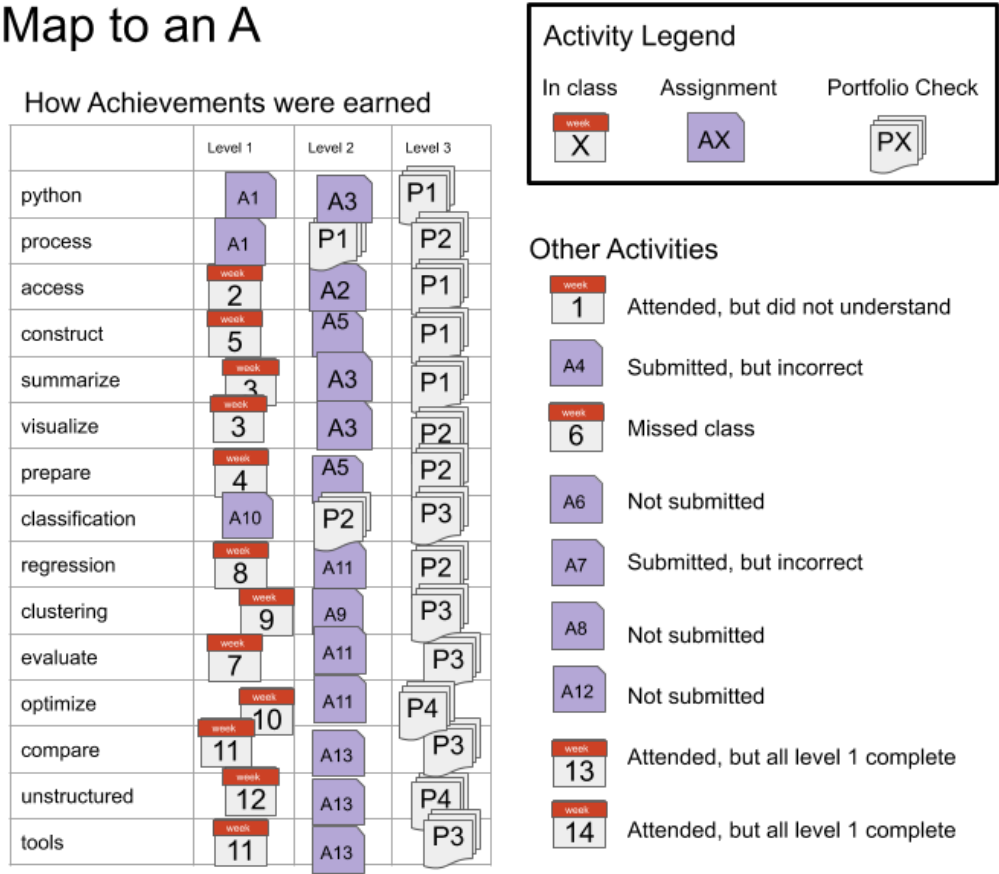 Map to an A
Activity Legend
In class Assignment Portfolio Check
week
X AX PX
How Achievements were earned
Level 1 Level 2 Level 3
python A1 A3 P1
process A1 P1 P2
access week 2 A2 P1
construct week 5 A5 P1
summarize week 3 A3 P1
visualize week 3 A3 P2
prepare week 4 A5 P2
classification A10 P2 P3
regression week 8 A11 P2
clustering week 9 A9 P3
evaluate week 7 A11 P3
optimize week 10 A11 P4
compare week 11 A13 P3
unstructured week 12 A13 P4
tools week 11 A13 P3
Other Activities
week 1 Attended, but did not understand
A4 Submitted, but incorrect
week 6 Missed class
A6 Not submitted
A7 Submitted, but incorrect
A8 Not submitted
A12 Not submitted
week 13 Attended, but all level 1 complete
week 14 Attended, but all level 1 complete